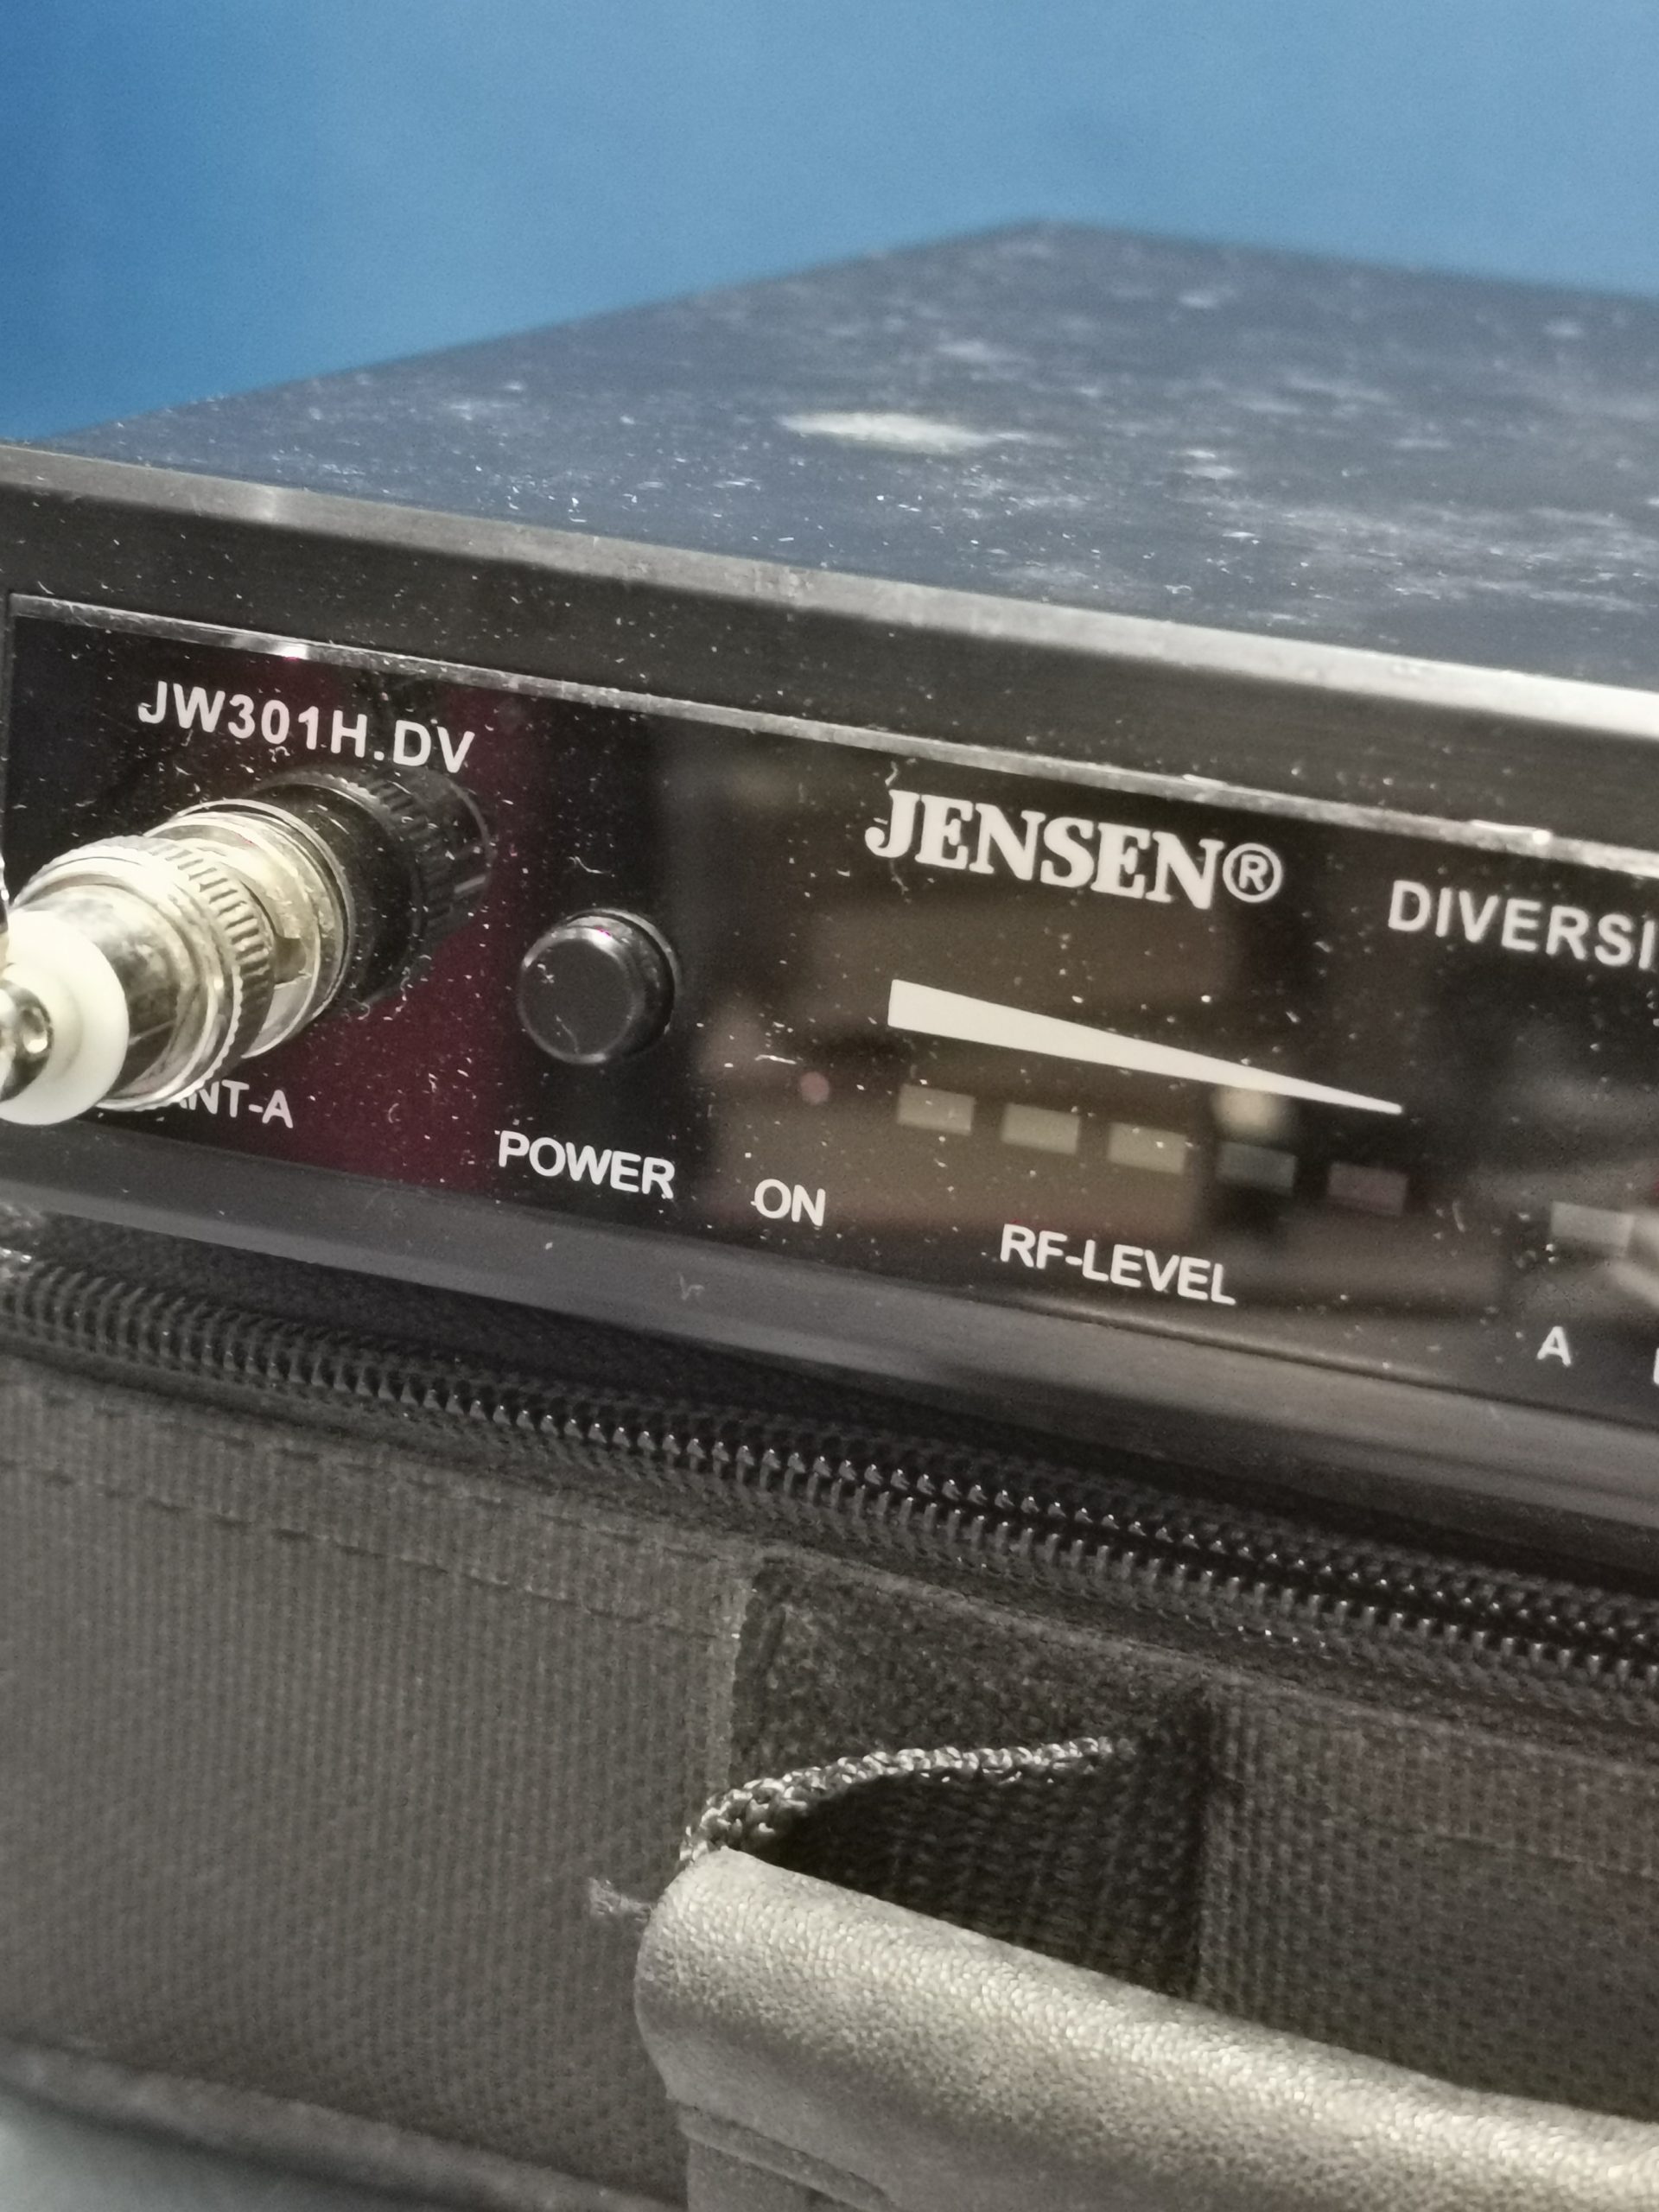 JW301H.DV
JENSEN®
DIVERSI
ANT-A
POWER
ON
RF-LEVEL
A